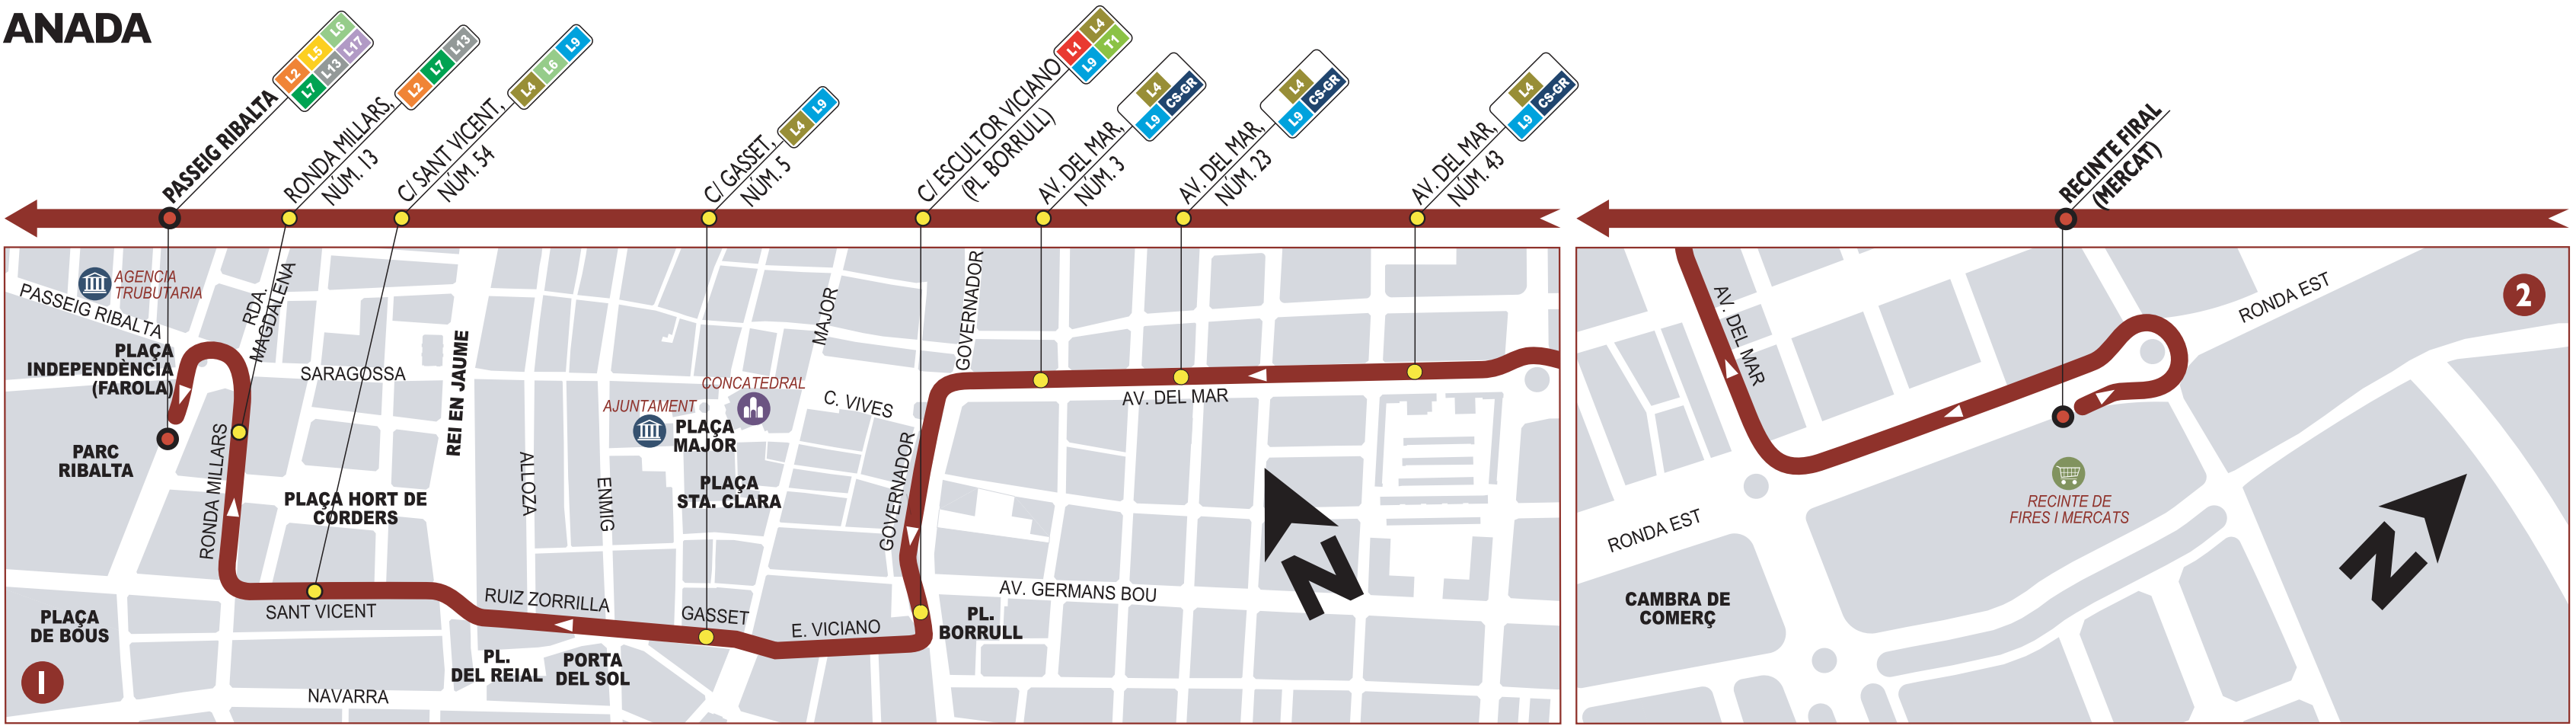 ANADA
PASSEIG RIBALTA
L2 L5 L6
L7 L13 L17
RONDA MILLARS,
NÚM. 13
L2 L7 L13
C/ SANT VICENT,
NÚM. 54
L4 L6 L9
C/ GASSET,
NÚM. 5
L4 L9
C/ ESCULTOR VICIANO
(PL. BORRULL)
L1 L4
L9 T1
AV. DEL MAR,
NÚM. 3
L4
L9 CS-GR
AV. DEL MAR,
NÚM. 23
L4
L9 CS-GR
AV. DEL MAR,
NÚM. 43
L4
L9 CS-GR
RECINTE FIRAL
(MERCAT)
AGENCIA
TRUBUTARIA
PASSEIG RIBALTA
RDA.
MAGDALENA
PLAÇA
INDEPENDÈNCIA
(FAROLA)
PARC
RIBALTA
RONDA MILLARS
SARAGOSSA
REI EN JAUME
PLAÇA HORT DE
CORDERS
ALLOZA
ENMIG
AJUNTAMENT
PLAÇA
MAJOR
CONCATEDRAL
PLAÇA
STA. CLARA
MAJOR
C. VIVES
GOVERNADOR
GOVERNADOR
AV. DEL MAR
AV. GERMANS BOU
N
SANT VICENT
RUIZ ZORRILLA
GASSET
E. VICIANO
PL.
BORRULL
PLAÇA
DE BOUS
PL.
DEL REIAL
PORTA
DEL SOL
NAVARRA
1
AV. DEL MAR
RONDA EST
2
RECINTE DE
FIRES I MERCATS
RONDA EST
CAMBRA DE
COMERÇ
N